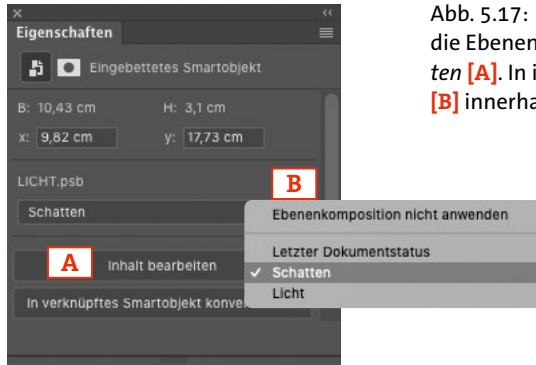 Eigenschaften
Eingebettetes Smartobjekt
B: 10,43 cm H: 3,1 cm
x: 9,82 cm y: 17,73 cm
LICHT.psb
Schatten
B
Ebenenkomposition nicht anwenden
Letzter Dokumentstatus
✓ Schatten
Licht
A
Inhalt bearbeiten
In verknüpftes Smartobjekt konve
Abb. 5.17:
die Ebenen
ten [A]. In i
[B] innerha